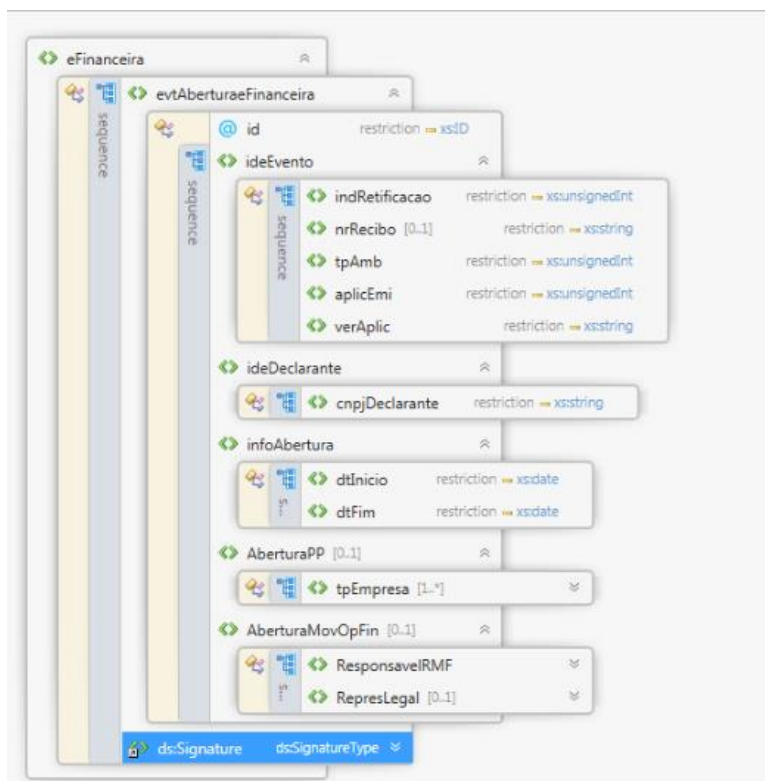 eFinanceira
sequence
evtAberturaeFinanceira
sequence
id restriction xs:ID
ideEvento
sequence
indRetificacao restriction xs:unsignedInt
nrRecibo [0..1] restriction xs:string
tpAmb restriction xs:unsignedInt
aplicEmi restriction xs:unsignedInt
verAplic restriction xs:string
ideDeclarante
cnpjDeclarante restriction xs:string
infoAbertura
s...
dtInicio restriction xs:date
dtFim restriction xs:date
AberturaPP [0..1]
tpEmpresa [1..*]
AberturaMovOpFin [0..1]
s...
ResponsavelRMF
RepresLegal [0..1]
ds:Signature ds:SignatureType